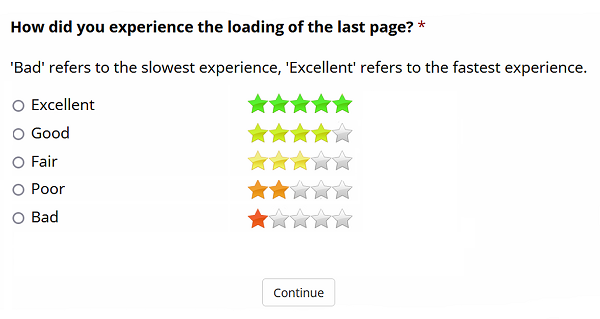 How did you experience the loading of the last page? *
'Bad' refers to the slowest experience, 'Excellent' refers to the fastest experience.
Excellent
Good
Fair
Poor
Bad
Continue